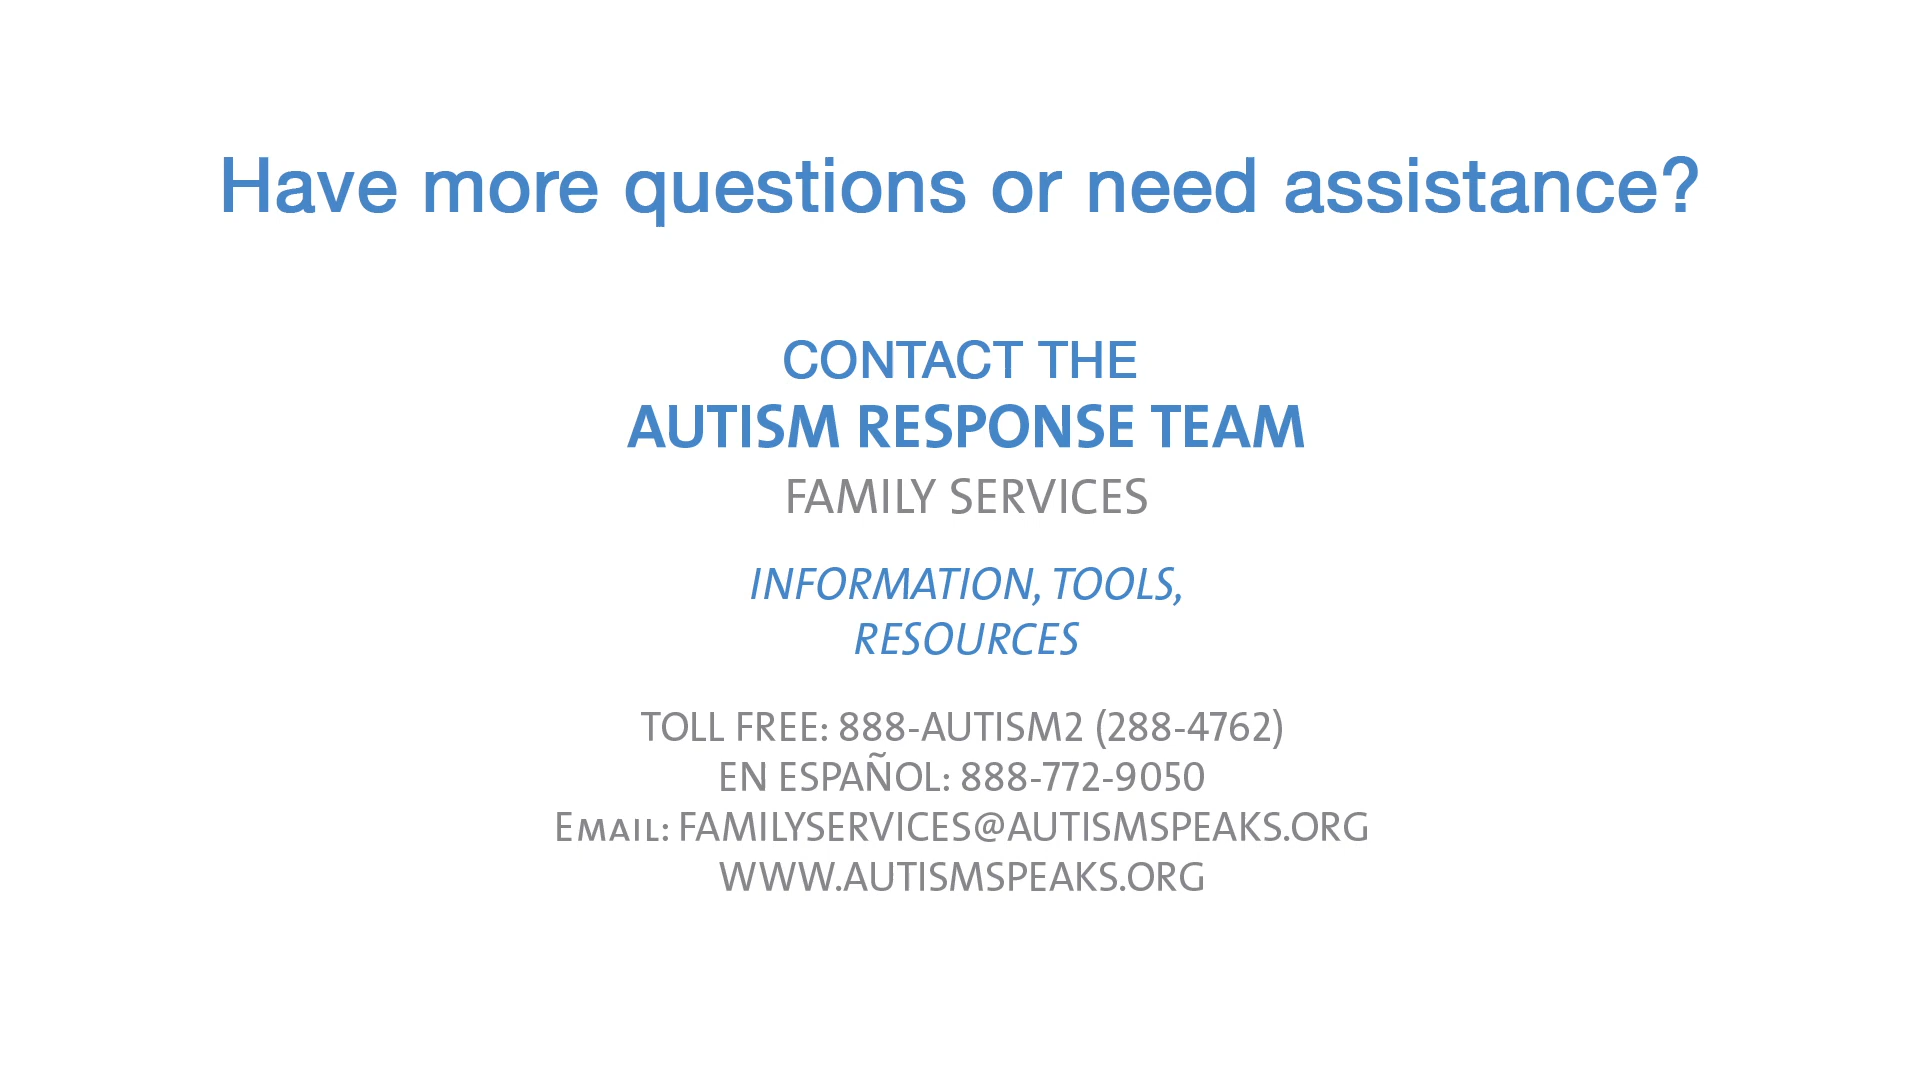 Have more questions or need assistance?
CONTACT THE
AUTISM RESPONSE TEAM
FAMILY SERVICES
INFORMATION, TOOLS,
RESOURCES
TOLL FREE: 888-AUTISM2 (288-4762)
EN ESPAÑOL: 888-772-9050
EMAIL: FAMILYSERVICES@AUTISMSPEAKS.ORG
WWW.AUTISMSPEAKS.ORG